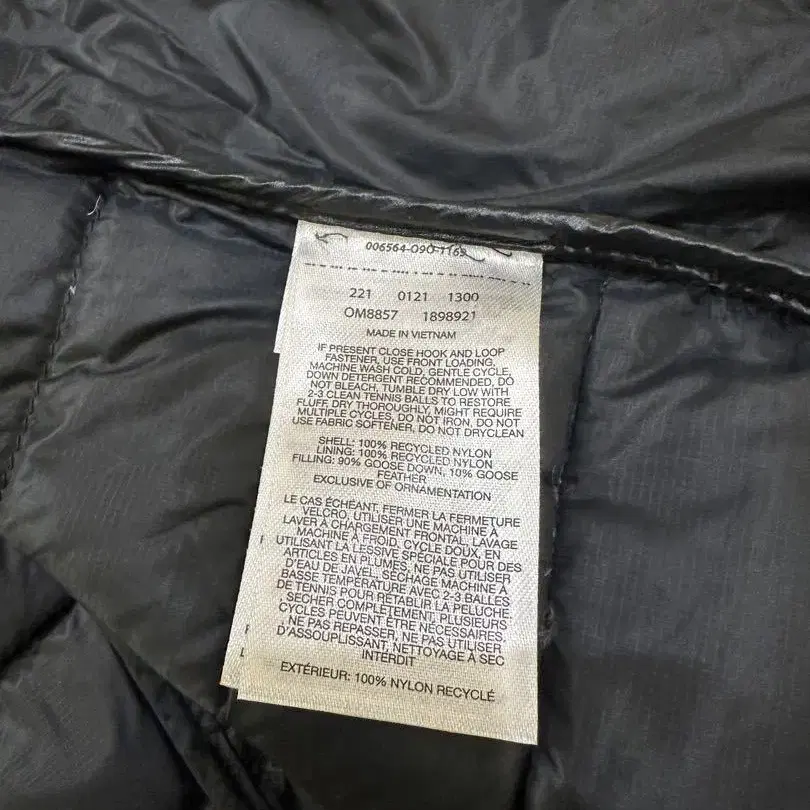 006564-090-1169
221 0121 1300
OM8857 1898921
MADE IN VIETNAM
IF PRESENT CLOSE HOOK AND LOOP
FASTENER, USE FRONT LOADING,
MACHINE WASH COLD, GENTLE CYCLE,
DOWN DETERGENT RECOMMENDED, DO
NOT BLEACH, TUMBLE DRY LOW WITH
2-3 CLEAN TENNIS BALLS TO RESTORE
FLUFF DRY THOROUGHLY, MIGHT REQUIRE
MULTIPLE CYCLES, DO NOT IRON, DO NOT
USE FABRIC SOFTENER, DO NOT DRYCLEAN
SHELL: 100% RECYCLED NYLON
LINING: 100% RECYCLED NYLON
FILLING: 90% GOOSE DOWN, 10% GOOSE
FEATHER
EXCLUSIVE OF ORNAMENTATION
LE CAS ÉCHÉANT, FERMER LA FERMETURE
VELCRO, UTILISER UNE MACHINE À
LAVER À CHARGEMENT FRONTAL, LAVAGE
MACHINE À FROID, CYCLE DOUX, EN
UTILISANT LA LESSIVE SPÉCIALE POUR DES
ARTICLES EN PLUMES, NE PAS UTILISER
D'EAU DE JAVEL, SÉCHAGE MACHINE À
BASSE TEMPÉRATURE AVEC 2-3 BALLES
DE TENNIS POUR RÉTABLIR LA PELUCHE
, SÉCHER COMPLÈTEMENT, PLUSIEURS
CYCLES PEUVENT ÊTRE NÉCESSAIRES,
NE PAS REPASSER, NE PAS UTILISER
D'ASSOUPLISSANT, NETTOYAGE À SEC
INTERDIT
EXTÉRIEUR: 100% NYLON RECYCLÉ